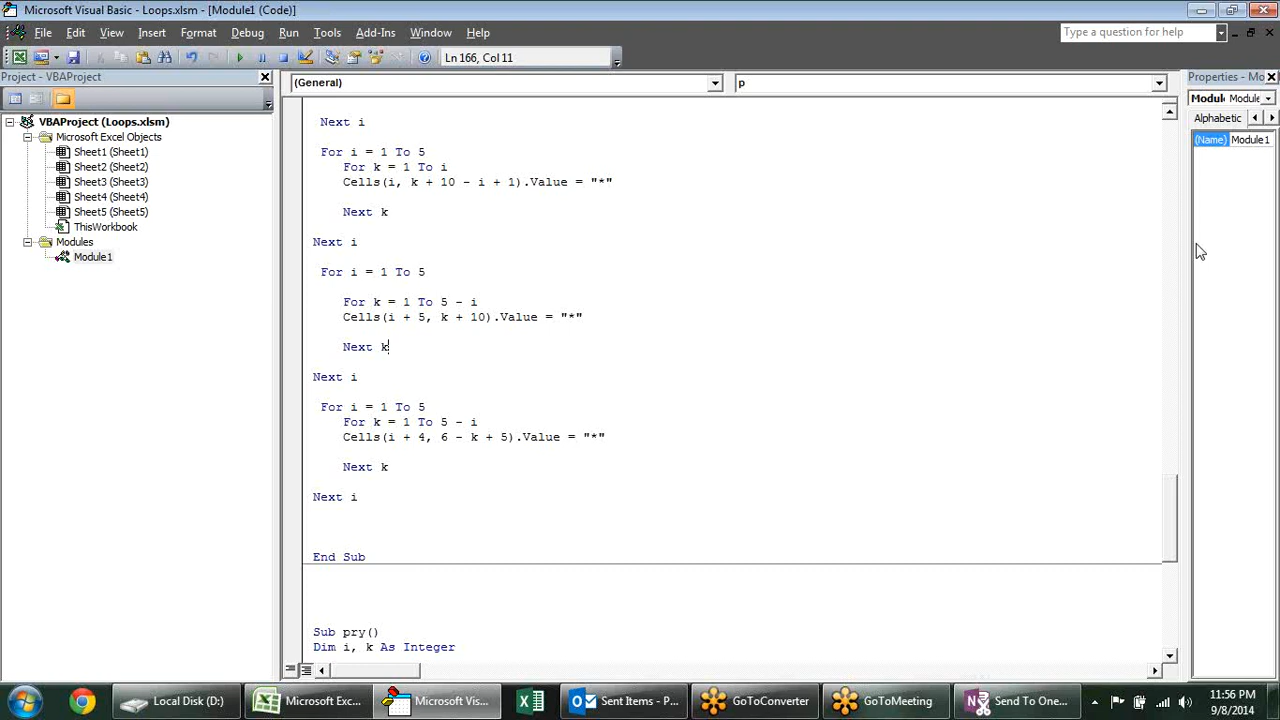 Microsoft Visual Basic - Loops.xlsm - [Module1 (Code)]
File Edit View Insert Format Debug Run Tools Add-Ins Window Help
Type a question for help
Ln 166, Col 11
Project - VBAProject
Properties - Mo
(General)
p
Modul Module
Alphabetic
(Name) Module1
VBAProject (Loops.xlsm)
Microsoft Excel Objects
Sheet1 (Sheet1)
Sheet2 (Sheet2)
Sheet3 (Sheet3)
Sheet4 (Sheet4)
Sheet5 (Sheet5)
ThisWorkbook
Modules
Module1
Next i
For i = 1 To 5
For k = 1 To i
Cells(i, k + 10 - i + 1).Value = "*"
Next k
Next i
For i = 1 To 5
For k = 1 To 5 - i
Cells(i + 5, k + 10).Value = "*"
Next k
Next i
For i = 1 To 5
For k = 1 To 5 - i
Cells(i + 4, 6 - k + 5).Value = "*"
Next k
Next i
End Sub
Sub pry()
Dim i, k As Integer
Local Disk (D:)
Microsoft Exc...
Microsoft Vis...
Sent Items - P...
GoToConverter
GoToMeeting
Send To One...
11:56 PM
9/8/2014